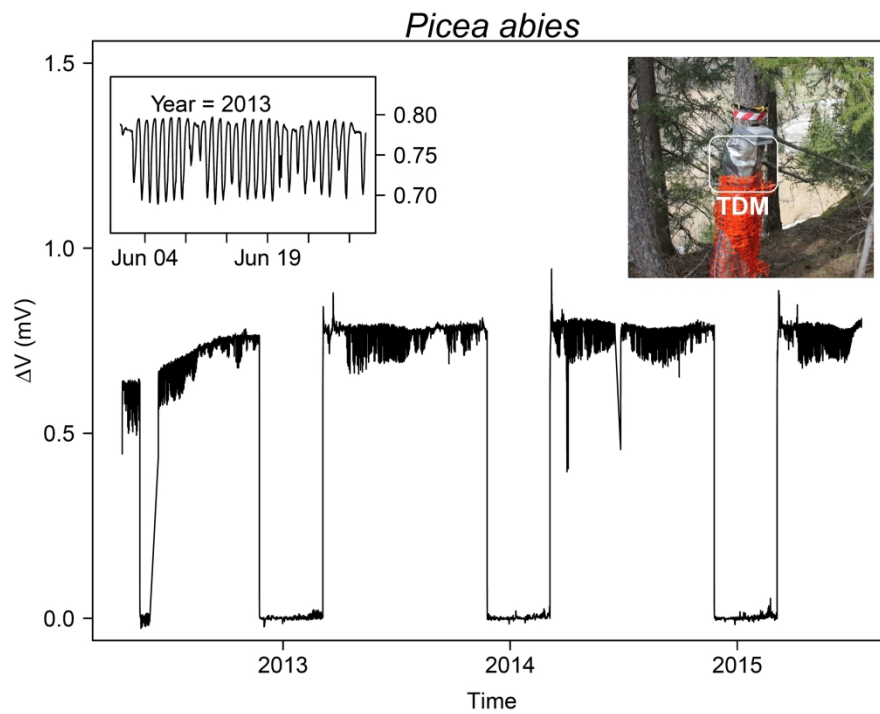 Picea abies
1.5
1.0
0.5
0.0
ΔV (mV)
Year = 2013
0.80
0.75
0.70
Jun 04
Jun 19
TDM
2013
2014
2015
Time